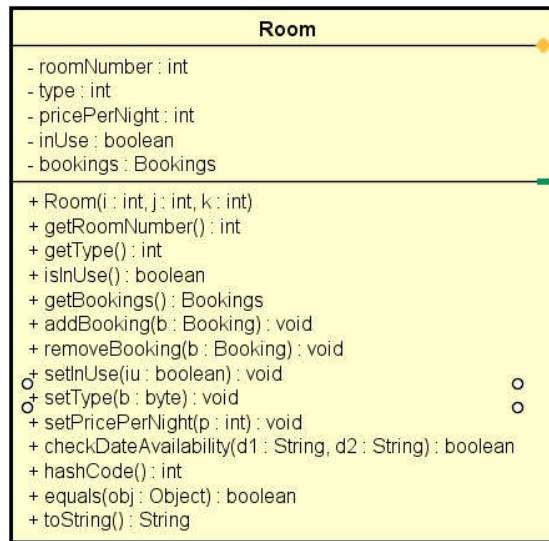 Room
- roomNumber : int
- type : int
- pricePerNight : int
- inUse : boolean
- bookings : Bookings
+ Room(i : int, j : int, k : int)
+ getRoomNumber() : int
+ getType() : int
+ isInUse() : boolean
+ getBookings() : Bookings
+ addBooking(b : Booking) : void
+ removeBooking(b : Booking) : void
+ setInUse(iu : boolean) : void
+ setType(b : byte) : void
+ setPricePerNight(p : int) : void
+ checkDateAvailability(d1 : String, d2 : String) : boolean
+ hashCode() : int
+ equals(obj : Object) : boolean
+ toString() : String